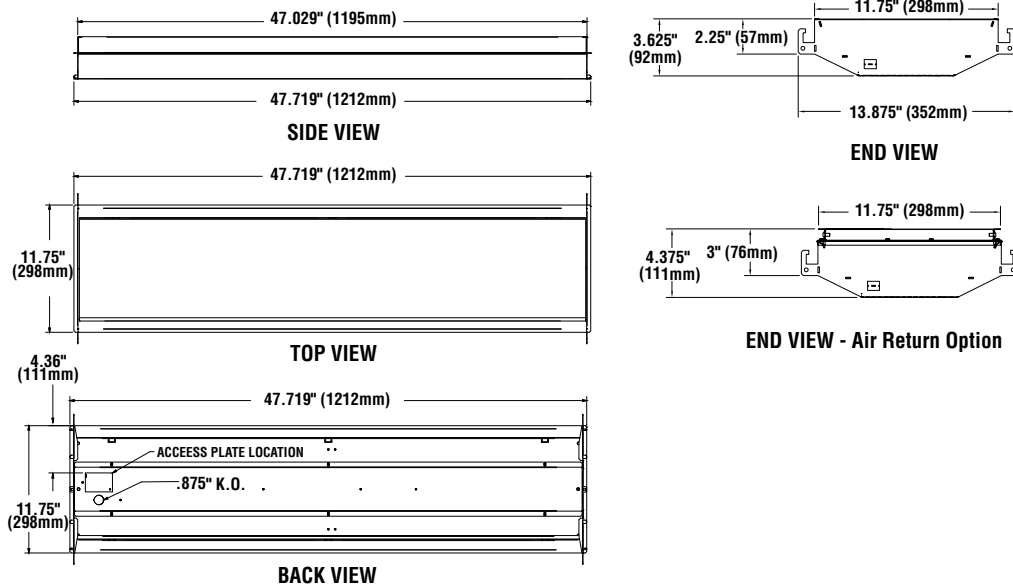 47.029" (1195mm)
47.719" (1212mm)
SIDE VIEW
47.719" (1212mm)
11.75"
(298mm)
TOP VIEW
4.36"
(111mm)
47.719" (1212mm)
ACCEESS PLATE LOCATION
.875" K.O.
11.75"
(298mm)
BACK VIEW
11.75" (298mm)
3.625"
(92mm)
2.25" (57mm)
13.875" (352mm)
END VIEW
11.75" (298mm)
4.375"
(111mm)
3" (76mm)
END VIEW - Air Return Option